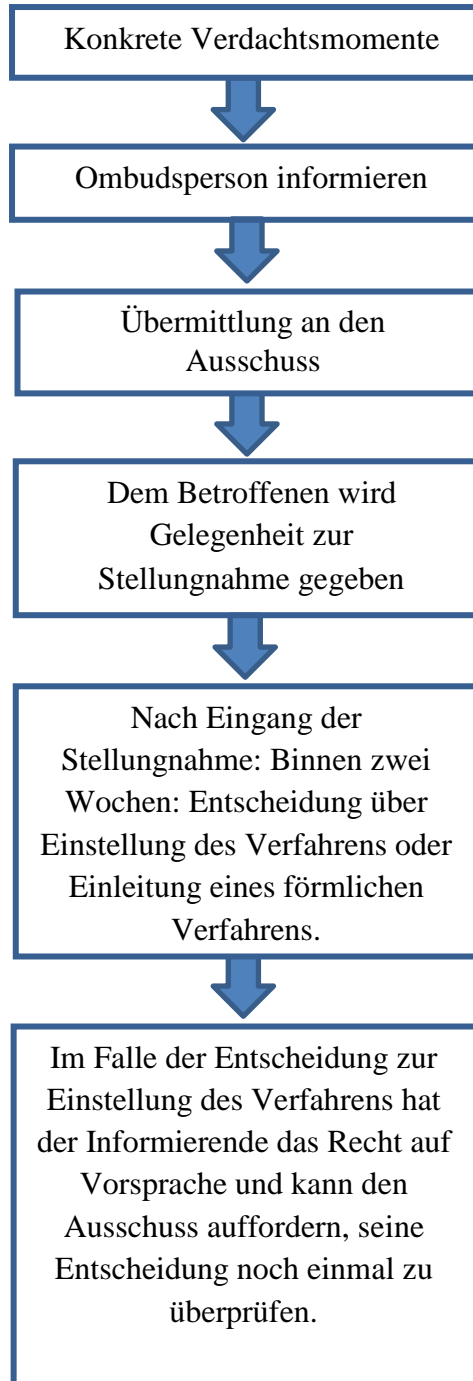 Konkrete Verdachtsmomente
Ombudsperson informieren
Übermittlung an den
Ausschuss
Dem Betroffenen wird
Gelegenheit zur
Stellungnahme gegeben
Nach Eingang der
Stellungnahme: Binnen zwei
Wochen: Entscheidung über
Einstellung des Verfahrens oder
Einleitung eines förmlichen
Verfahrens.
Im Falle der Entscheidung zur
Einstellung des Verfahrens hat
der Informierende das Recht auf
Vorsprache und kann den
Ausschuss auffordern, seine
Entscheidung noch einmal zu
überprüfen.